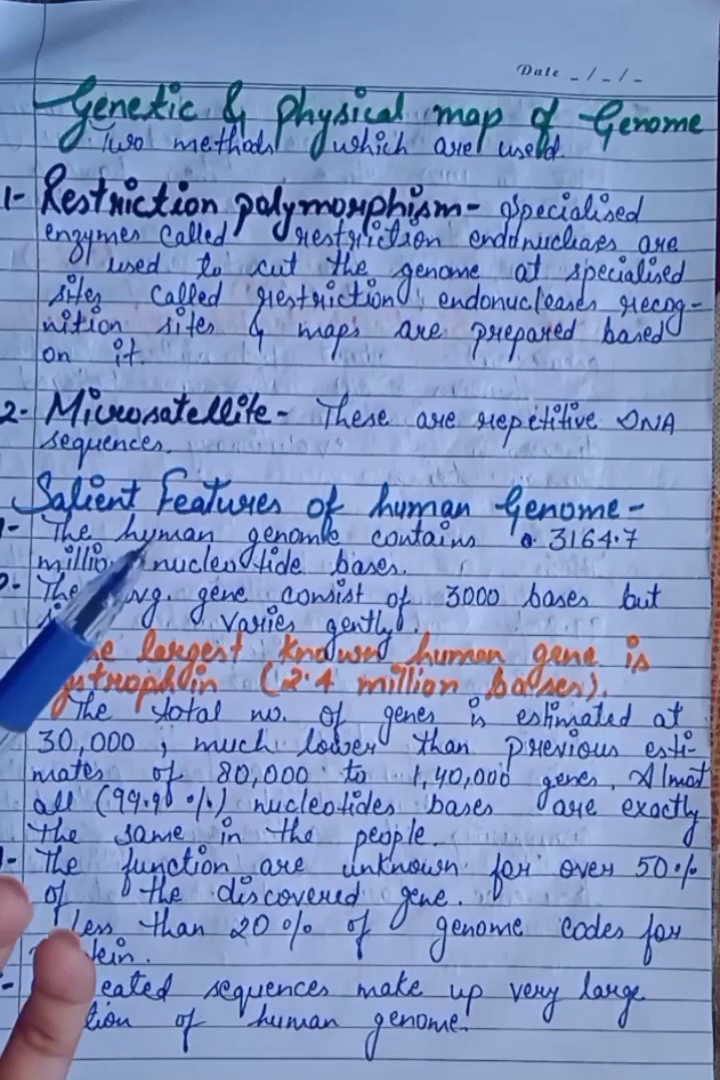 Date _/_/_
Genetic & physical map of Genome
Two methods which are used.
1- Restriction polymorphism- specialised
enzymes called restriction endonucleases are
used to cut the genome at specialised
sites called restriction endonucleases recog-
nition sites & maps are prepared based
on it.
2- Microsatellite- These are repetitive DNA
sequences.
Salient Features of human Genome-
1- The human genome contains 3164.7
million nucleotide bases.
2- The avg. gene consist of 3000 bases but
varies gently.
largest known human gene is
(2.4 million bases).
The total no. of genes is estimated at
30,000, much lower than previous esti-
mates of 80,000 to 1,40,000 genes. Almost
all (99.90%) nucleotides bases are exactly
the same in the people.
The function are unknown for over 50%
of the discovered gene.
less than 20% of genome codes for
tein.
eated sequences make up very large
tion of human genome.